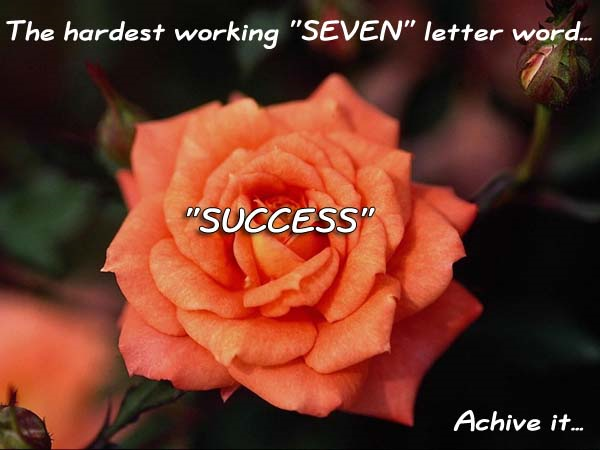 The hardest working "SEVEN" letter word...
"SUCCESS"
Achive it...